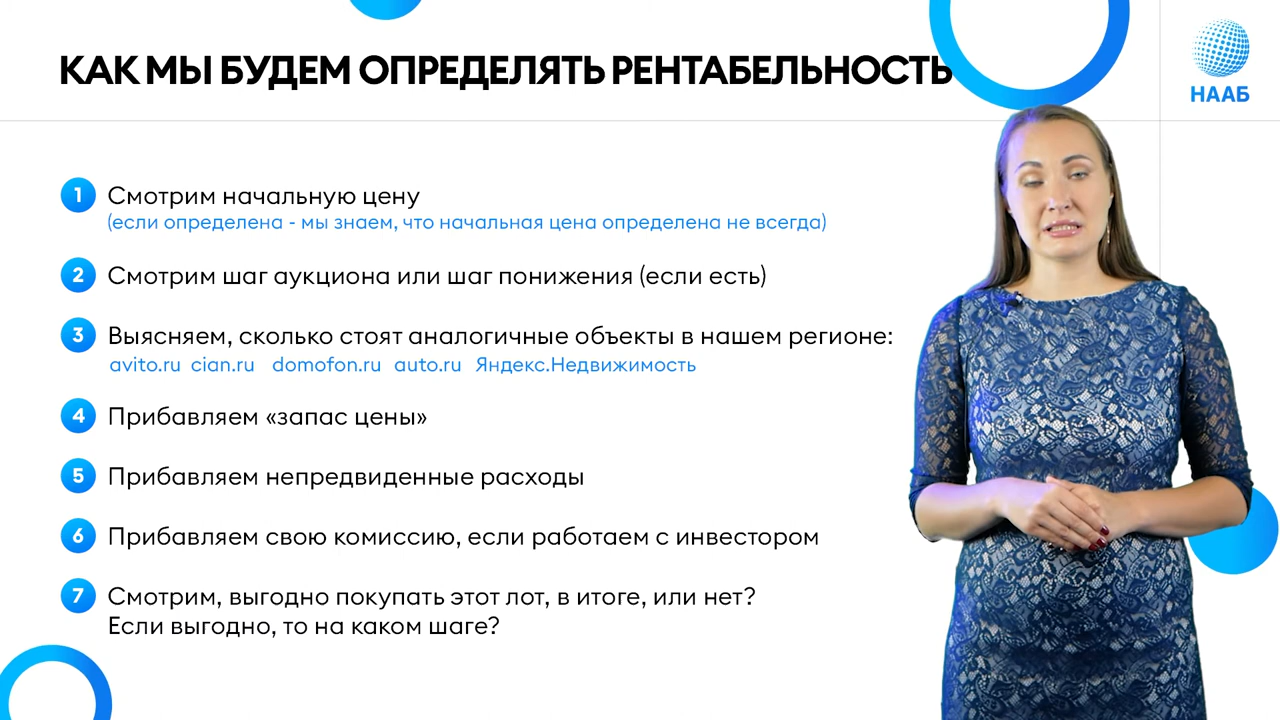 КАК МЫ БУДЕМ ОПРЕДЕЛЯТЬ РЕНТАБЕЛЬНОСТЬ
НААБ
1 Смотрим начальную цену
(если определена - мы знаем, что начальная цена определена не всегда)
2 Смотрим шаг аукциона или шаг понижения (если есть)
3 Выясняем, сколько стоят аналогичные объекты в нашем регионе:
avito.ru cian.ru domofon.ru auto.ru Яндекс.Недвижимость
4 Прибавляем «запас цены»
5 Прибавляем непредвиденные расходы
6 Прибавляем свою комиссию, если работаем с инвестором
7 Смотрим, выгодно покупать этот лот, в итоге, или нет?
Если выгодно, то на каком шаге?